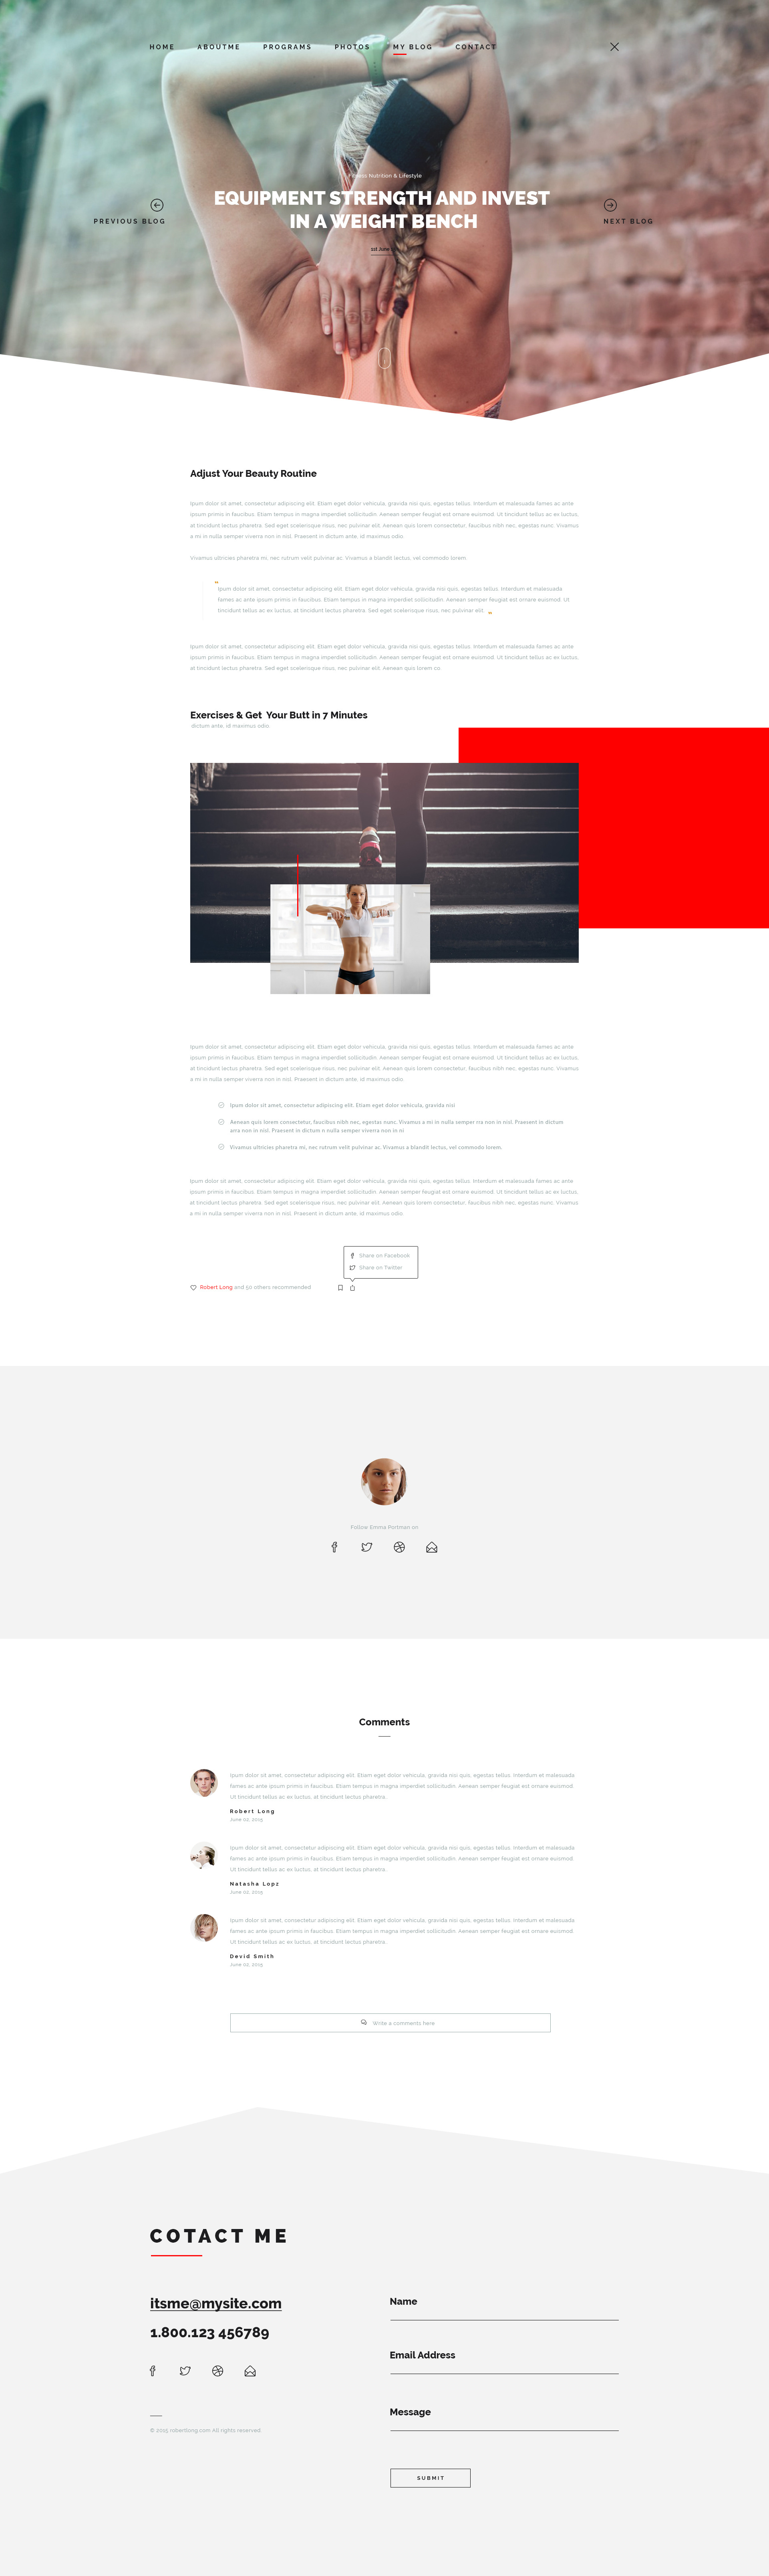 HOME ABOUTME PROGRAMS PHOTOS MY BLOG CONTACT
Fitness Nutrition & Lifestyle
EQUIPMENT STRENGTH AND INVEST
IN A WEIGHT BENCH
PREVIOUS BLOG
NEXT BLOG
June
Adjust Your Beauty Routine
Ipum dolor sit amet, consectetur adipiscing elit. Etiam eget dolor vehicula, gravida nisi quis, egestas tellus. Interdum et malesuada fames ac ante
ipsum primis in faucibus. Etiam tempus in magna imperdiet sollicitudin. Aenean semper feugiat est ornare euismod. Ut tincidunt tellus ac ex luctus,
at tincidunt lectus pharetra. Sed eget scelerisque risus, nec pulvinar elit. Aenean quis lorem consectetur, faucibus nibh nec, egestas nunc. Vivamus
a mi in nulla semper viverra non in nisl. Praesent in dictum ante, id maximus odio.
Vivamus ultricies pharetra mi, nec rutrum velit pulvinar ac. Vivamus a blandit lectus, vel commodo lorem.
"
Ipum dolor sit amet, consectetur adipiscing elit. Etiam eget dolor vehicula, gravida nisi quis, egestas tellus. Interdum et malesuada
fames ac ante ipsum primis in faucibus. Etiam tempus in magna imperdiet sollicitudin. Aenean semper feugiat est ornare euismod. Ut
tincidunt tellus ac ex luctus, at tincidunt lectus pharetra. Sed eget scelerisque risus, nec pulvinar elit. "
Ipum dolor sit amet, consectetur adipiscing elit. Etiam eget dolor vehicula, gravida nisi quis, egestas tellus. Interdum et malesuada fames ac ante
ipsum primis in faucibus. Etiam tempus in magna imperdiet sollicitudin. Aenean semper feugiat est ornare euismod. Ut tincidunt tellus ac ex luctus,
at tincidunt lectus pharetra. Sed eget scelerisque risus, nec pulvinar elit. Aenean quis lorem co.
Exercises & Get Your Butt in 7 Minutes
dictum ante, id maximus odio.
Ipum dolor sit amet, consectetur adipiscing elit. Etiam eget dolor vehicula, gravida nisi quis, egestas tellus. Interdum et malesuada fames ac ante
ipsum primis in faucibus. Etiam tempus in magna imperdiet sollicitudin. Aenean semper feugiat est ornare euismod. Ut tincidunt tellus ac ex luctus,
at tincidunt lectus pharetra. Sed eget scelerisque risus, nec pulvinar elit. Aenean quis lorem consectetur, faucibus nibh nec, egestas nunc. Vivamus
a mi in nulla semper viverra non in nisl. Praesent in dictum ante, id maximus odio.
Ipum dolor sit amet, consectetur adipiscing elit. Etiam eget dolor vehicula, gravida nisi
Aenean quis lorem consectetur, faucibus nibh nec, egestas nunc. Vivamus a mi in nulla semper rra non in nisl. Praesent in dictum
arra non in nisl. Praesent in dictum n nulla semper viverra non in ni
Vivamus ultricies pharetra mi, nec rutrum velit pulvinar ac. Vivamus a blandit lectus, vel commodo lorem.
Ipum dolor sit amet, consectetur adipiscing elit. Etiam eget dolor vehicula, gravida nisi quis, egestas tellus. Interdum et malesuada fames ac ante
ipsum primis in faucibus. Etiam tempus in magna imperdiet sollicitudin. Aenean semper feugiat est ornare euismod. Ut tincidunt tellus ac ex luctus,
at tincidunt lectus pharetra. Sed eget scelerisque risus, nec pulvinar elit. Aenean quis lorem consectetur, faucibus nibh nec, egestas nunc. Vivamus
a mi in nulla semper viverra non in nisl. Praesent in dictum ante, id maximus odio.
Share on Facebook
Share on Twitter
Robert Long and 50 others recommended
Follow Emma Portman on
Comments
Ipum dolor sit amet, consectetur adipiscing elit. Etiam eget dolor vehicula, gravida nisi quis, egestas tellus. Interdum et malesuada
fames ac ante ipsum primis in faucibus. Etiam tempus in magna imperdiet sollicitudin. Aenean semper feugiat est ornare euismod.
Ut tincidunt tellus ac ex luctus, at tincidunt lectus pharetra..
Robert Long
June 02, 2015
Ipum dolor sit amet, consectetur adipiscing elit. Etiam eget dolor vehicula, gravida nisi quis, egestas tellus. Interdum et malesuada
fames ac ante ipsum primis in faucibus. Etiam tempus in magna imperdiet sollicitudin. Aenean semper feugiat est ornare euismod.
Ut tincidunt tellus ac ex luctus, at tincidunt lectus pharetra..
Natasha Lopz
June 02, 2015
Ipum dolor sit amet, consectetur adipiscing elit. Etiam eget dolor vehicula, gravida nisi quis, egestas tellus. Interdum et malesuada
fames ac ante ipsum primis in faucibus. Etiam tempus in magna imperdiet sollicitudin. Aenean semper feugiat est ornare euismod.
Ut tincidunt tellus ac ex luctus, at tincidunt lectus pharetra..
Devid Smith
June 02, 2015
Write a comments here
COTACT ME
itsme@mysite.com
1.800.123 456789
© 2015 robertlong.com All rights reserved.
Name
Email Address
Message
SUBMIT